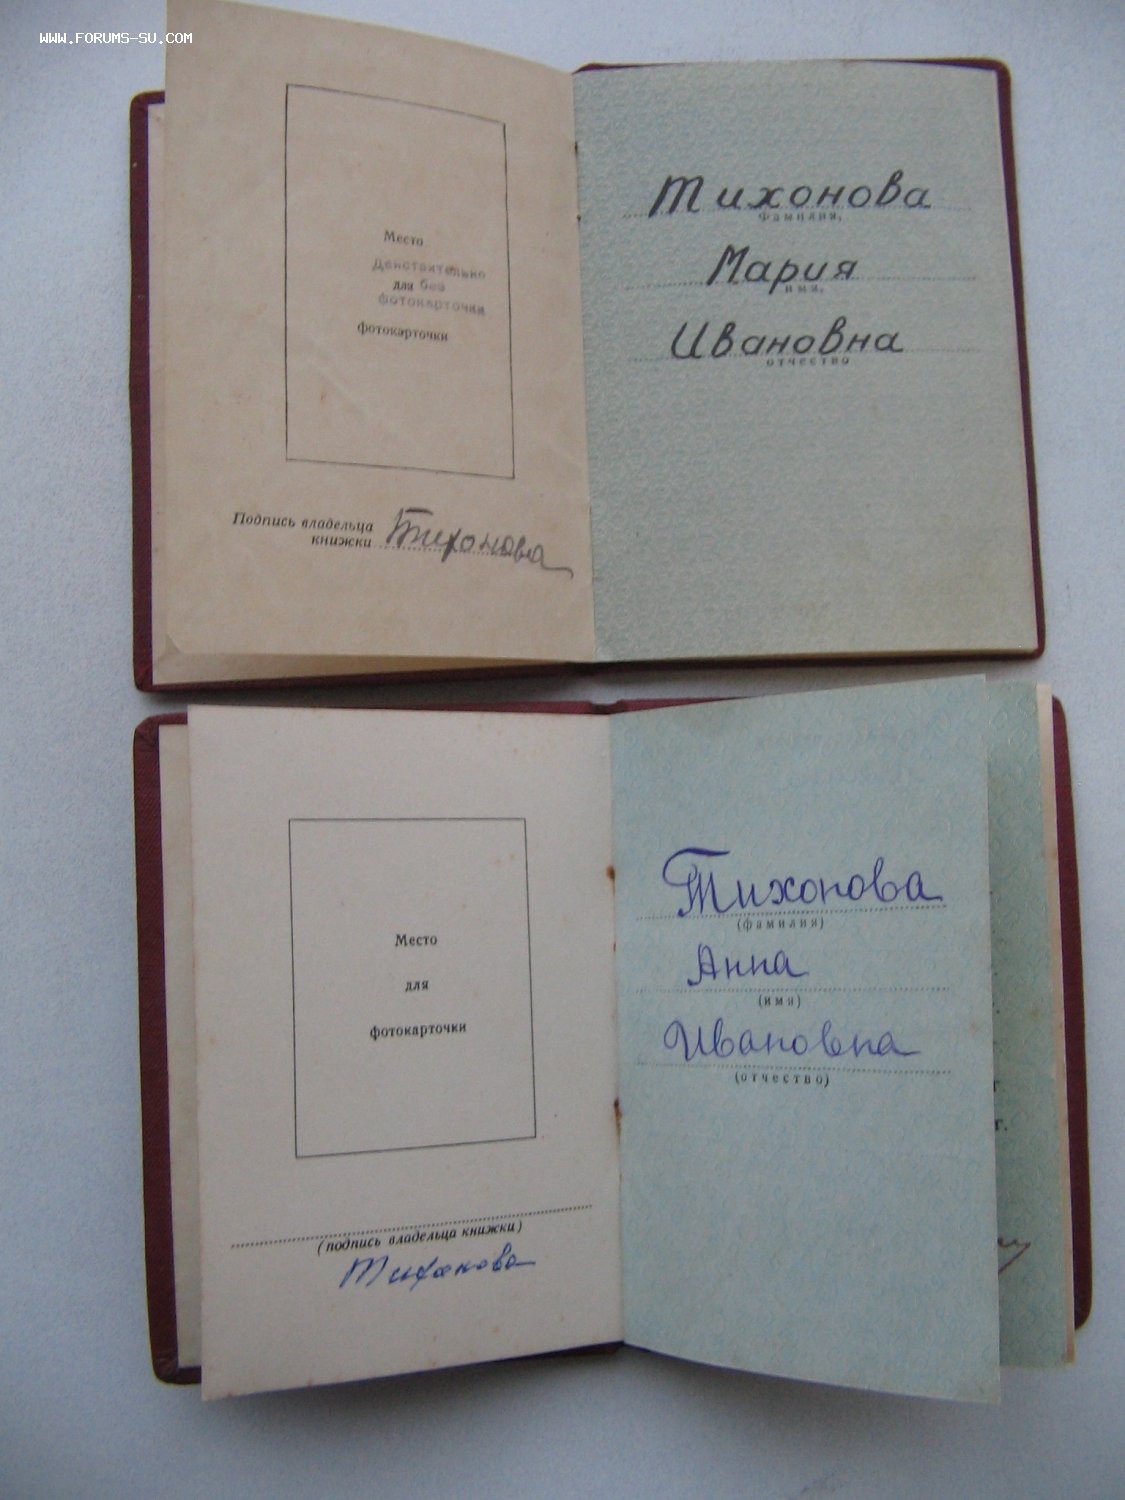 WWW.FORUMS-SU.COM
Место
Действительно
для без
фотокарточки
фотокарточки
Подпись владельца
книжки Тихонова
Тихонова
Фамилия,
Мария
имя,
Ивановна
отчество
Место
для
фотокарточки
(подпись владельца книжки)
Тихонова
Тихонова
(фамилия)
Анна
(имя)
Ивановна
(отчество)
г.
г.